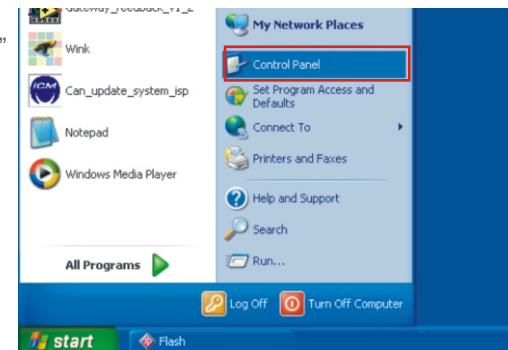 ”
Gateway_feedback_v1_2
Wink
Can_update_system_isp
Notepad
Windows Media Player
All Programs
My Network Places
Control Panel
Set Program Access and
Defaults
Connect To
Printers and Faxes
Help and Support
Search
Run...
Log Off
Turn Off Computer
start
Flash